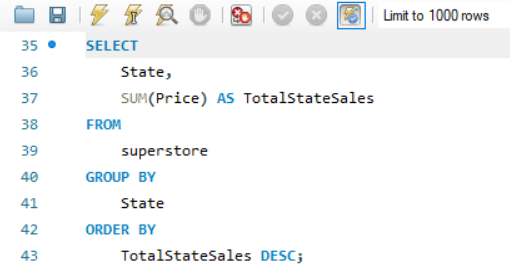 Limit to 1000 rows
35 SELECT
36 State,
37 SUM(Price) AS TotalStateSales
38 FROM
39 superstore
40 GROUP BY
41 State
42 ORDER BY
43 TotalStateSales DESC;